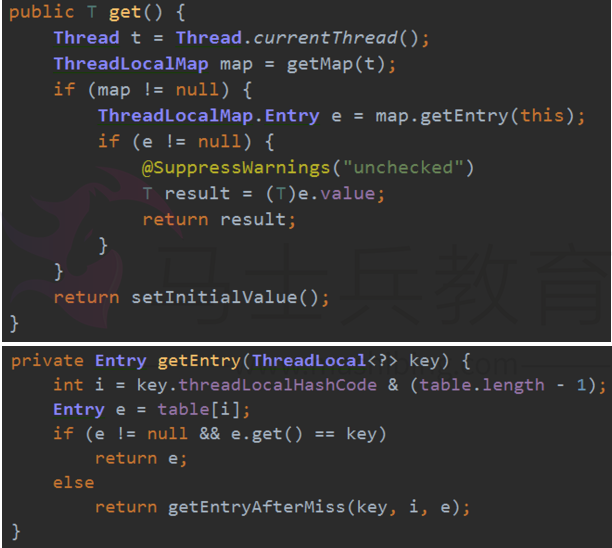 public T get() {
    Thread t = Thread.currentThread();
    ThreadLocalMap map = getMap(t);
    if (map != null) {
        ThreadLocalMap.Entry e = map.getEntry(this);
        if (e != null) {
            @SuppressWarnings("unchecked")
            T result = (T)e.value;
            return result;
        }
    }
    return setInitialValue();
}
马士兵教育
private Entry getEntry(ThreadLocal<?> key) {
    int i = key.threadLocalHashCode & (table.length - 1);
    Entry e = table[i];
    if (e != null && e.get() == key)
        return e;
    else
        return getEntryAfterMiss(key, i, e);
}